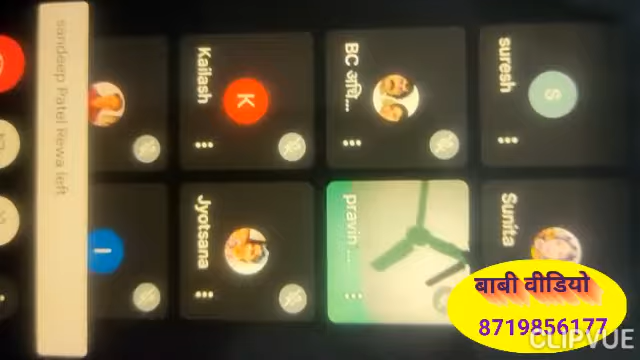 suresh
S
Sunita
BC अधि...
pravin ...
Kailash
K
Jyotsana
I
sandeep Patel Rewa left
बाबी वीडियो
8719856177
CLIPVUE